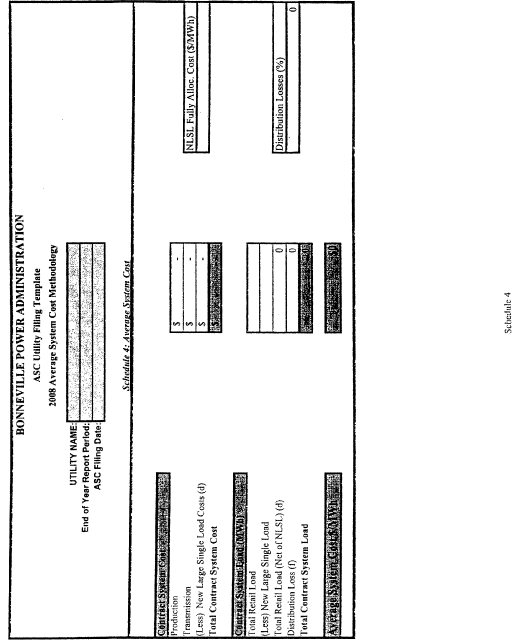 BONNEVILLE POWER ADMINISTRATION
ASC Utility Filing Template
2008 Average System Cost Methodology
UTILITY NAME:
End of Year Report Period:
ASC Filing Date:
Schedule 4: Average System Cost
Contract System Cost
Production $ -
Transmission $ - NLSL Fully Alloc. Cost ($/MWh)
(Less) New Large Single Load Costs (d) $ -
Total Contract System Cost
Contract System Load (MWh)
Total Retail Load
(Less) New Large Single Load
Total Retail Load (Net of NLSL) (d) 0 Distribution Losses (%)
Distribution Loss (f) 0 0
Total Contract System Load
Average System Cost $/MWh
Schedule 4